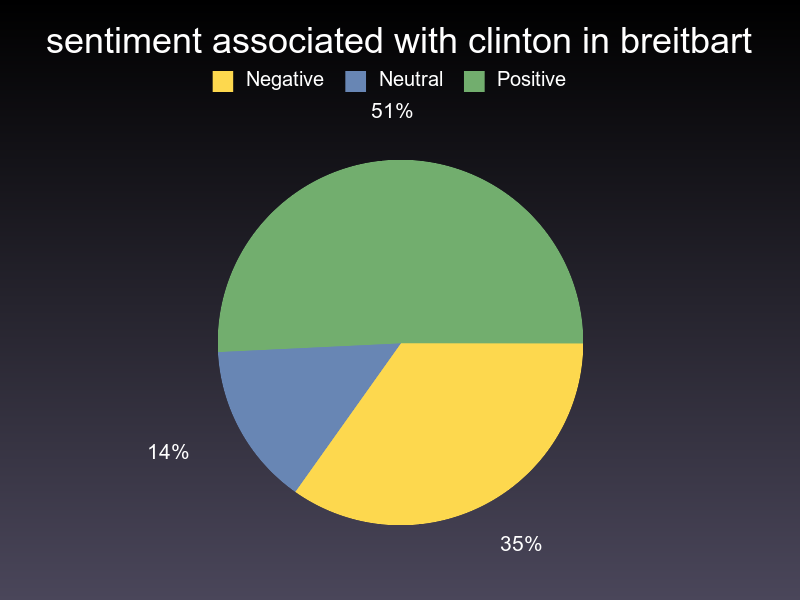 sentiment associated with clinton in breitbart
Negative Neutral Positive
51%
14%
35%